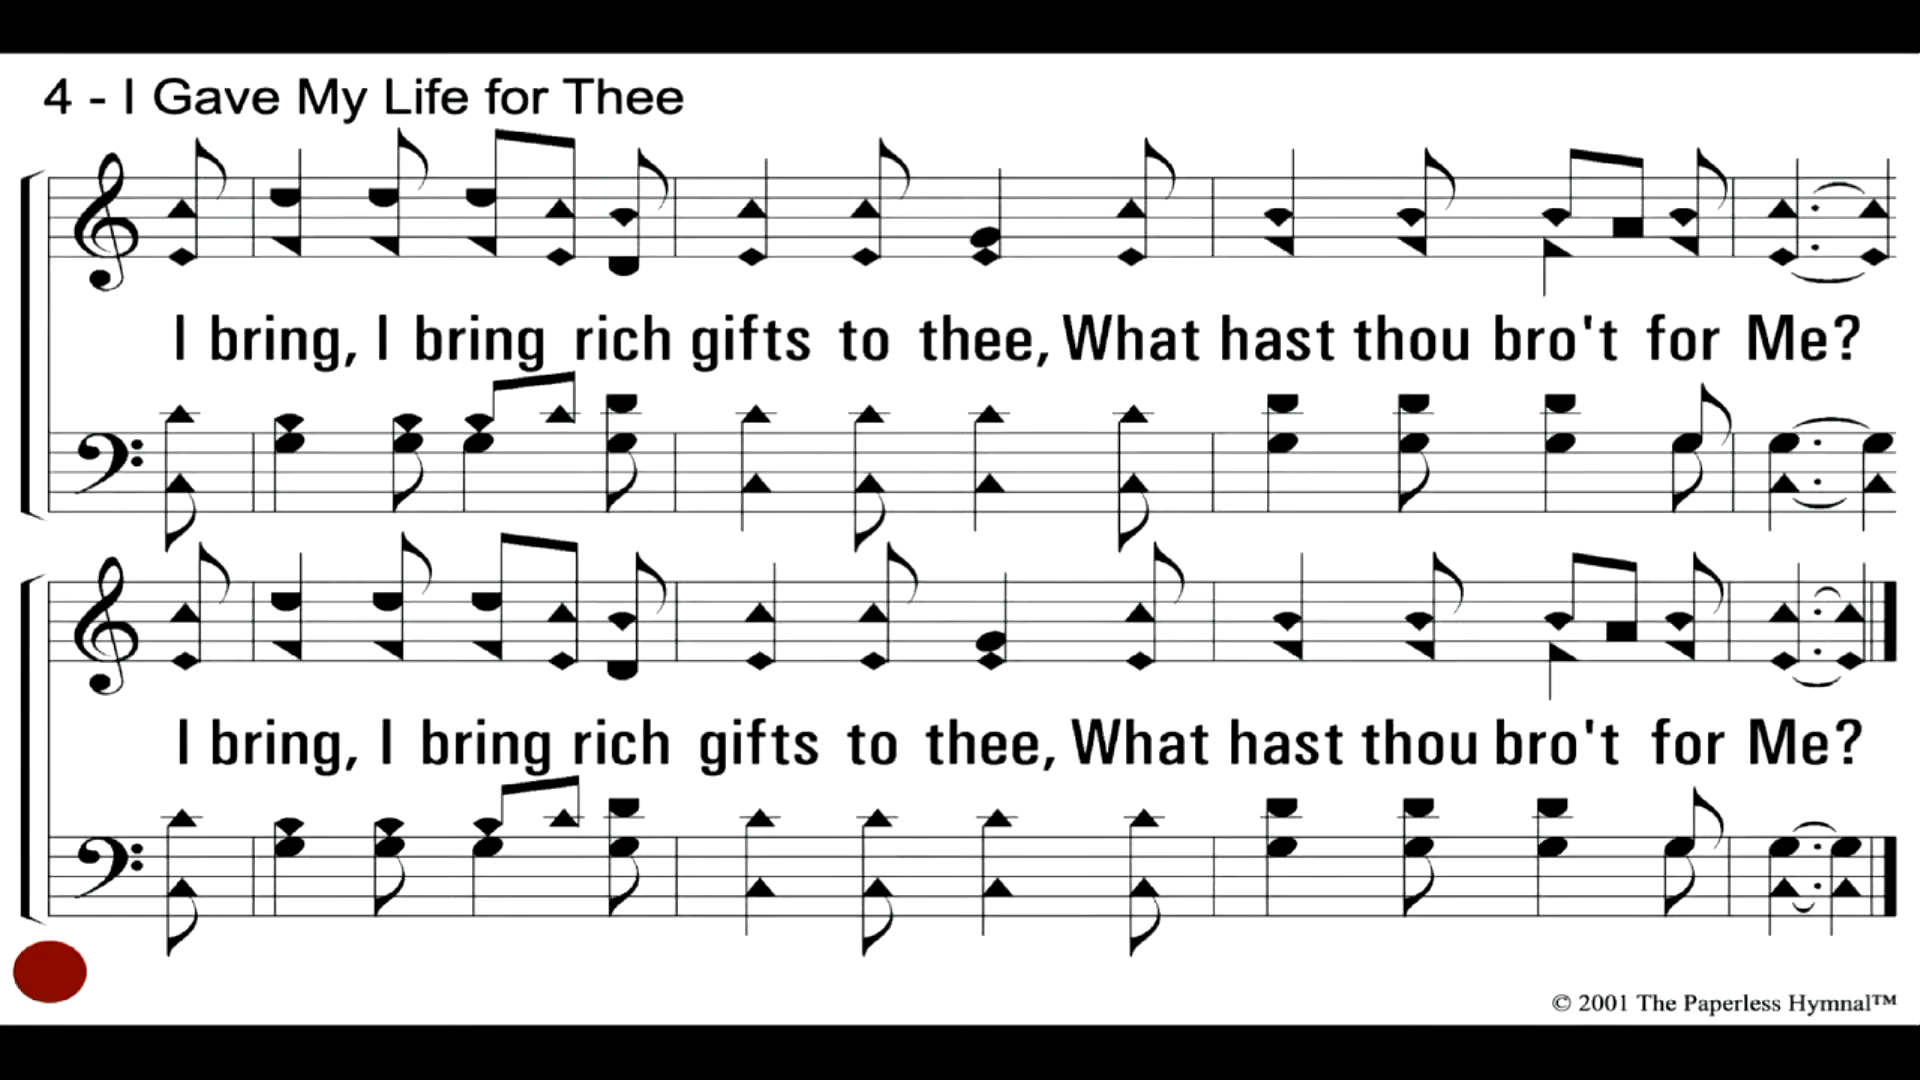 4 - I Gave My Life for Thee
I bring, I bring rich gifts to thee, What hast thou bro't for Me?
I bring, I bring rich gifts to thee, What hast thou bro't for Me?
© 2001 The Paperless Hymnal™